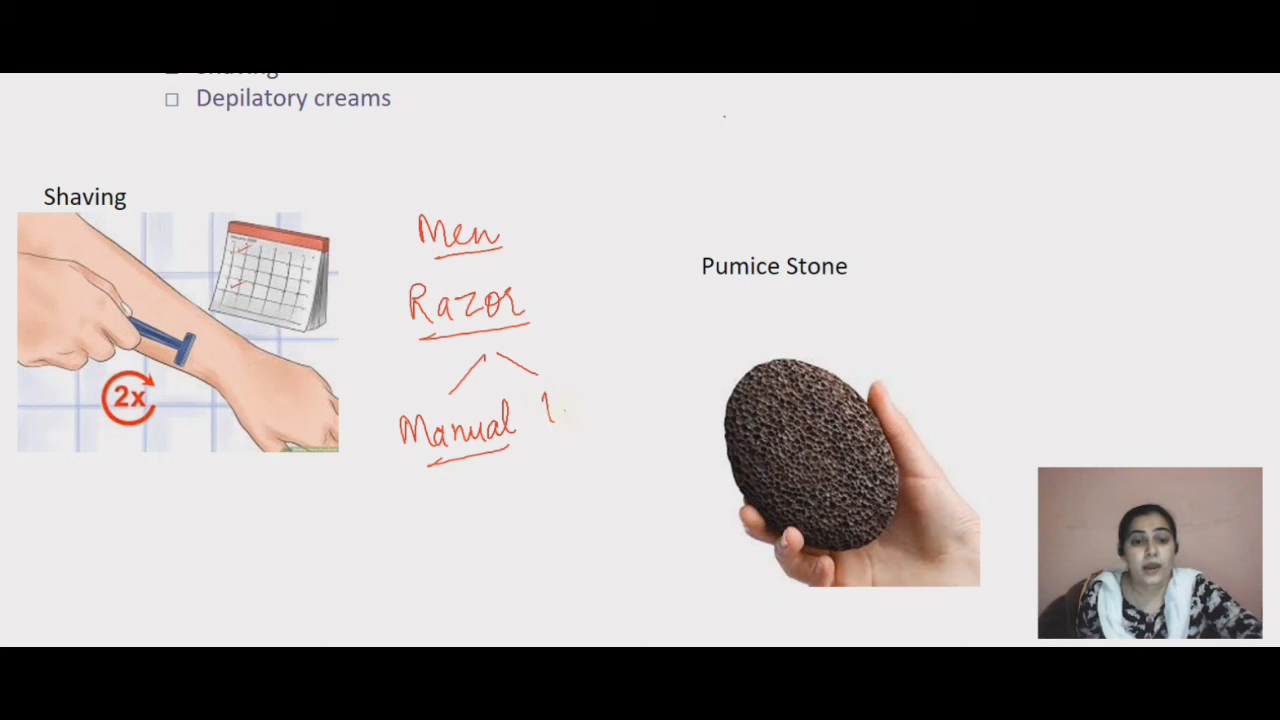 Depilatory creams
Shaving
Men
Pumice Stone
Razor
2x
Manual